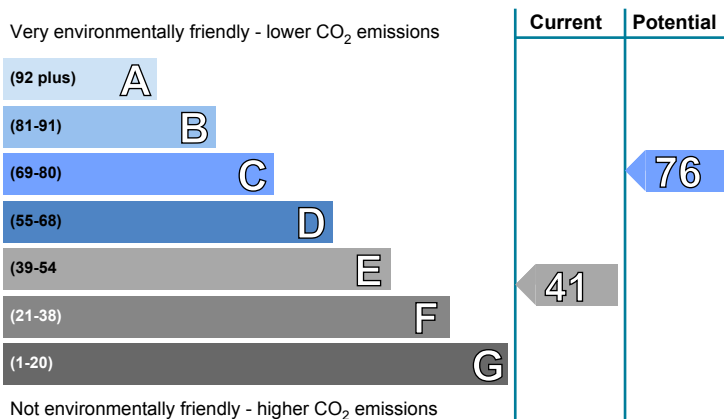 Current Potential
Very environmentally friendly - lower CO2 emissions
(92 plus) A
(81-91) B
(69-80) C
76
(55-68) D
(39-54 E
41
(21-38) F
(1-20) G
Not environmentally friendly - higher CO2 emissions